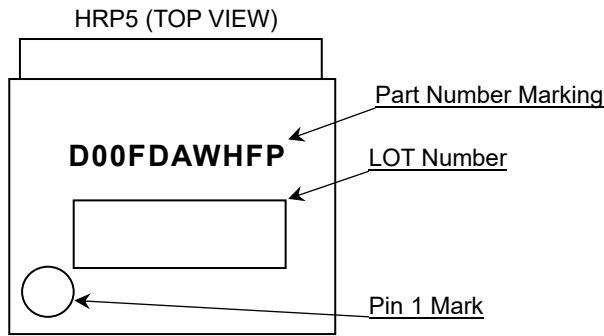 HRP5 (TOP VIEW)
Part Number Marking
D00FDAWHFP
LOT Number
Pin 1 Mark